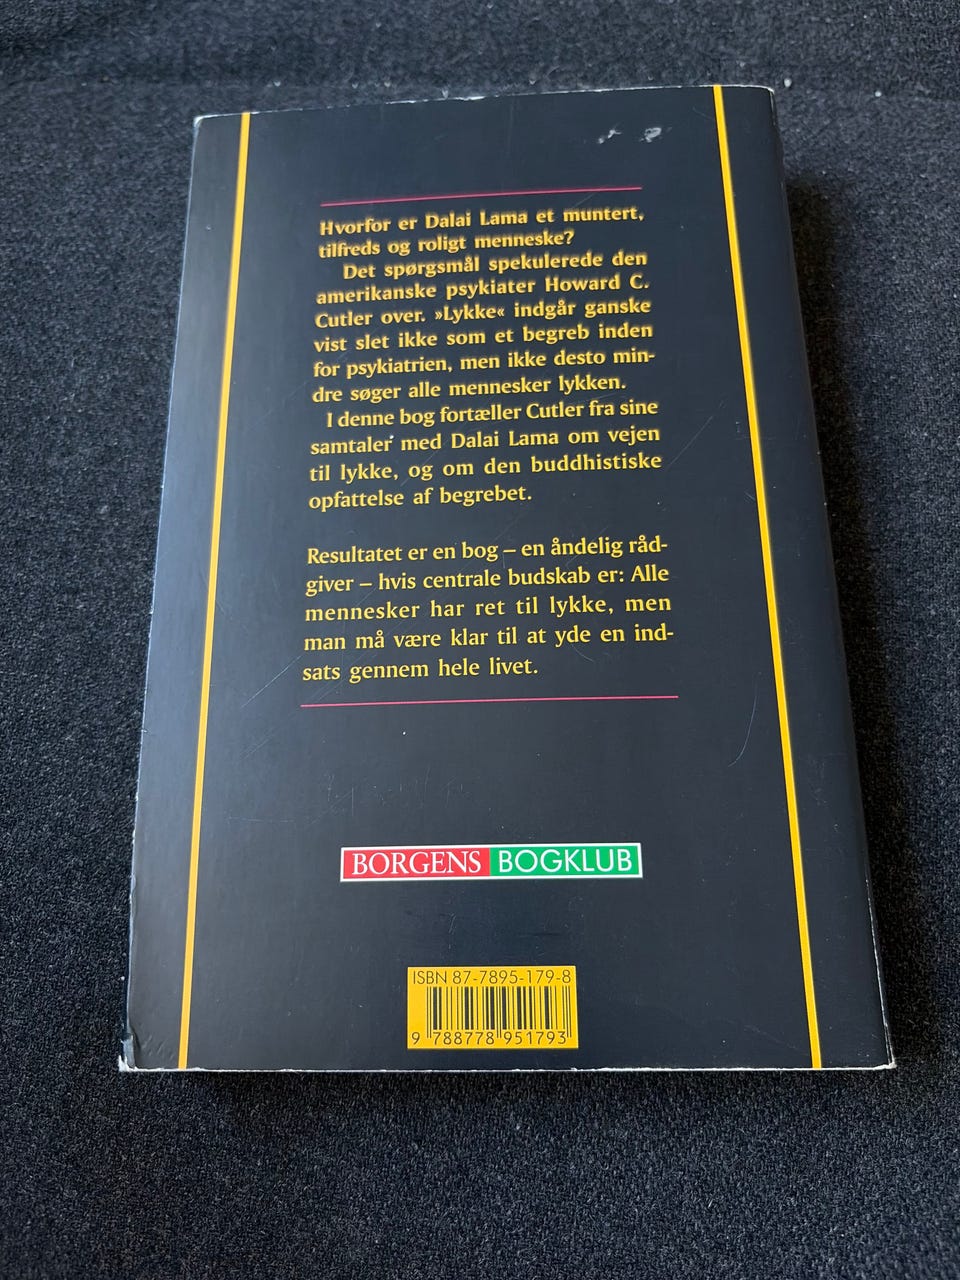 Hvorfor er Dalai Lama et muntert,
tilfreds og roligt menneske?
Det spørgsmål spekulerede den
amerikanske psykiater Howard C.
Cutler over. »Lykke« indgår ganske
vist slet ikke som et begreb inden
for psykiatrien, men ikke desto min-
dre søger alle mennesker lykken.
I denne bog fortæller Cutler fra sine
samtaler med Dalai Lama om vejen
til lykke, og om den buddhistiske
opfattelse af begrebet.
Resultatet er en bog – en åndelig råd-
giver – hvis centrale budskab er: Alle
mennesker har ret til lykke, men
man må være klar til at yde en ind-
sats gennem hele livet.
BORGENS BOGKLUB
ISBN 87-7895-179-8
9 788778 951793